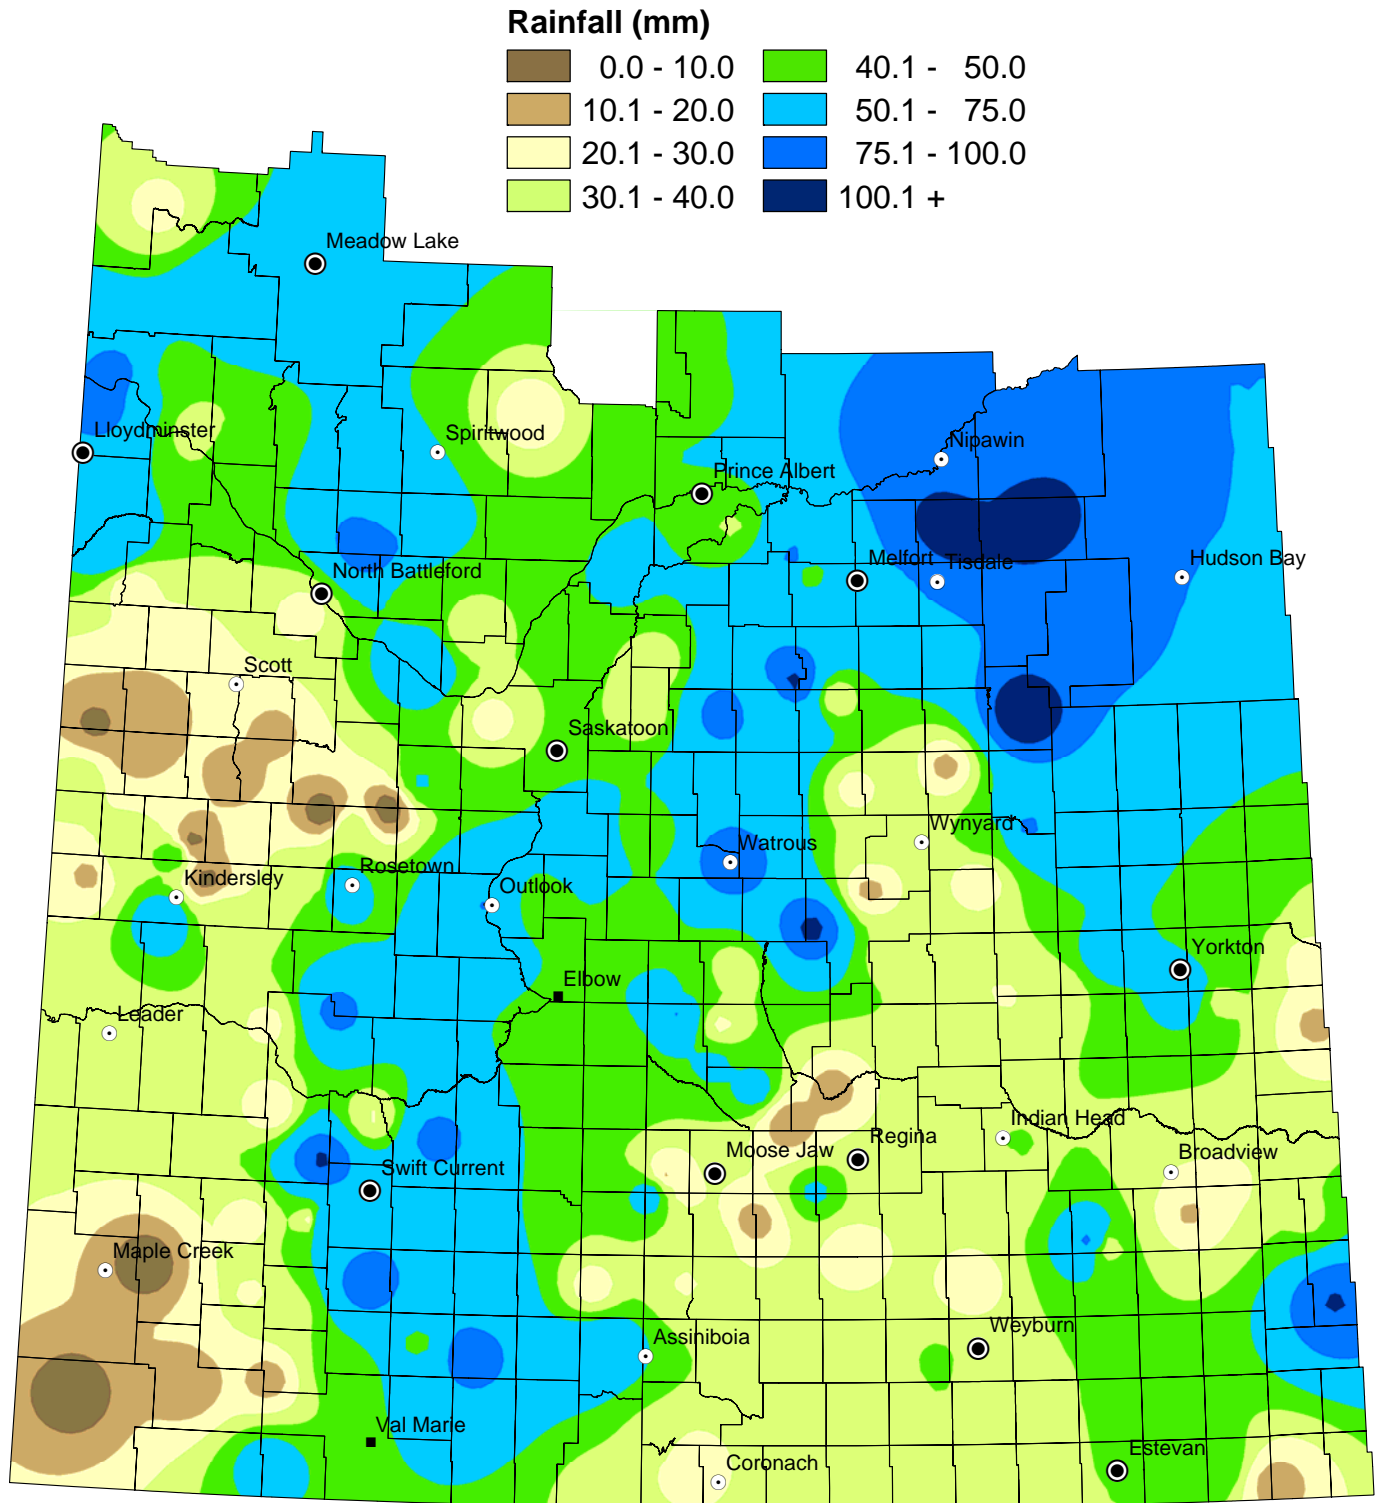 Rainfall (mm)
0.0 - 10.0
40.1 - 50.0
10.1 - 20.0
50.1 - 75.0
20.1 - 30.0
75.1 - 100.0
30.1 - 40.0
100.1 +
Meadow Lake
Lloydminster
Spiritwood
Nipawin
Prince Albert
North Battleford
Melfort
Tisdale
Hudson Bay
Scott
Saskatoon
Wynyard
Watrous
Rosetown
Kindersley
Outlook
Yorkton
Elbow
Leader
Indian Head
Regina
Moose Jaw
Broadview
Swift Current
Maple Creek
Weyburn
Assiniboia
Val Marie
Estevan
Coronach